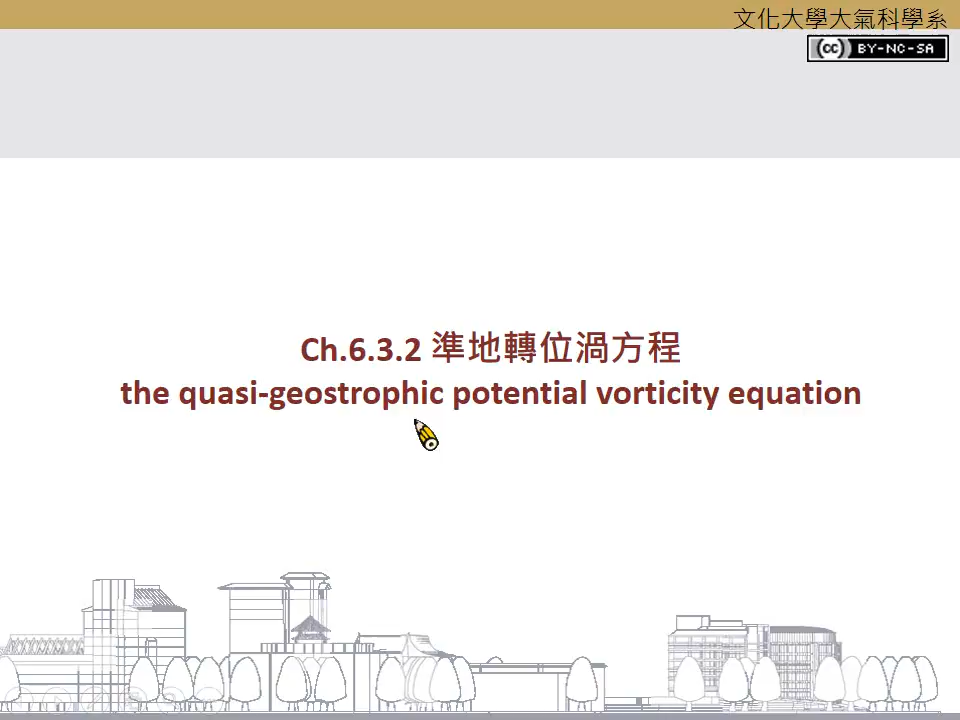 文化大學大氣科學系
cc BY-NC-SA
Ch.6.3.2 準地轉位渦方程
the quasi-geostrophic potential vorticity equation